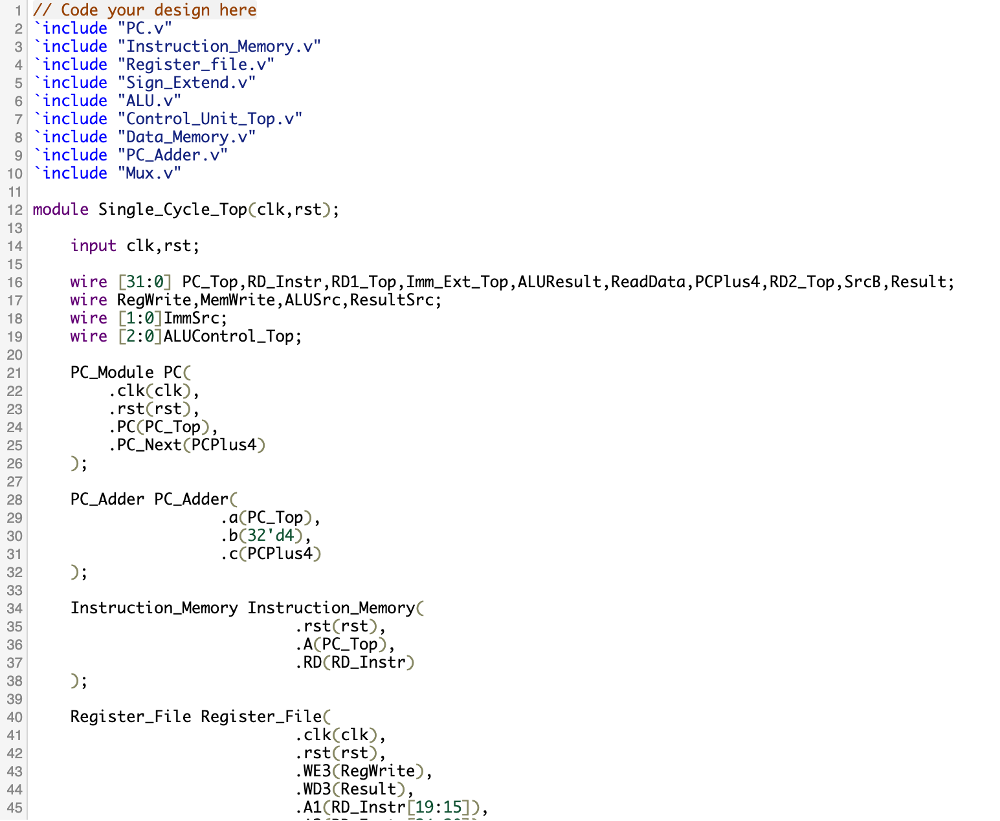 1 // Code your design here
2 `include "PC.v"
3 `include "Instruction_Memory.v"
4 `include "Register_file.v"
5 `include "Sign_Extend.v"
6 `include "ALU.v"
7 `include "Control_Unit_Top.v"
8 `include "Data_Memory.v"
9 `include "PC_Adder.v"
10 `include "Mux.v"
11
12 module Single_Cycle_Top(clk,rst);
13
14     input clk,rst;
15
16     wire [31:0] PC_Top,RD_Instr,RD1_Top,Imm_Ext_Top,ALUResult,ReadData,PCPlus4,RD2_Top,SrcB,Result;
17     wire RegWrite,MemWrite,ALUSrc,ResultSrc;
18     wire [1:0]ImmSrc;
19     wire [2:0]ALUControl_Top;
20
21     PC_Module PC(
22         .clk(clk),
23         .rst(rst),
24         .PC(PC_Top),
25         .PC_Next(PCPlus4)
26     );
27
28     PC_Adder PC_Adder(
29                     .a(PC_Top),
30                     .b(32'd4),
31                     .c(PCPlus4)
32     );
33
34     Instruction_Memory Instruction_Memory(
35                             .rst(rst),
36                             .A(PC_Top),
37                             .RD(RD_Instr)
38     );
39
40     Register_File Register_File(
41                             .clk(clk),
42                             .rst(rst),
43                             .WE3(RegWrite),
44                             .WD3(Result),
45                             .A1(RD_Instr[19:15]),